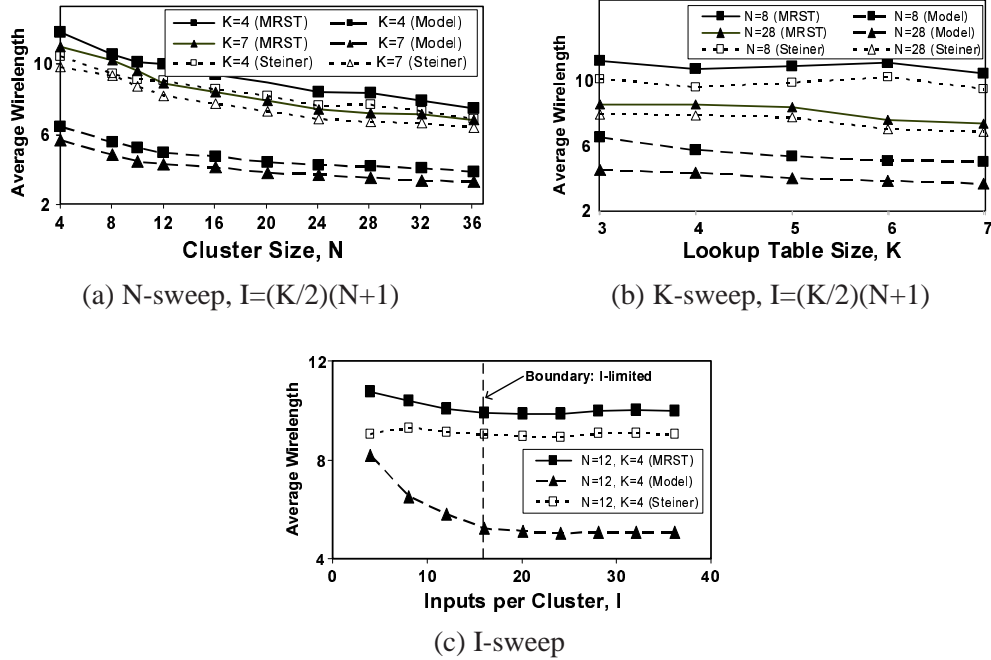 K=4 (MRST) K=4 (Model)
K=7 (MRST) K=7 (Model)
K=4 (Steiner) K=7 (Steiner)
Average Wirelength
10
6
2
4 8 12 16 20 24 28 32 36
Cluster Size, N
(a) N-sweep, I=(K/2)(N+1)
N=8 (MRST) N=8 (Model)
N=28 (MRST) N=28 (Model)
N=8 (Steiner) N=28 (Steiner)
Average Wirelength
10
6
2
3 4 5 6 7
Lookup Table Size, K
(b) K-sweep, I=(K/2)(N+1)
12
8
4
Average Wirelength
Boundary: I-limited
N=12, K=4 (MRST)
N=12, K=4 (Model)
N=12, K=4 (Steiner)
0 10 20 30 40
Inputs per Cluster, I
(c) I-sweep